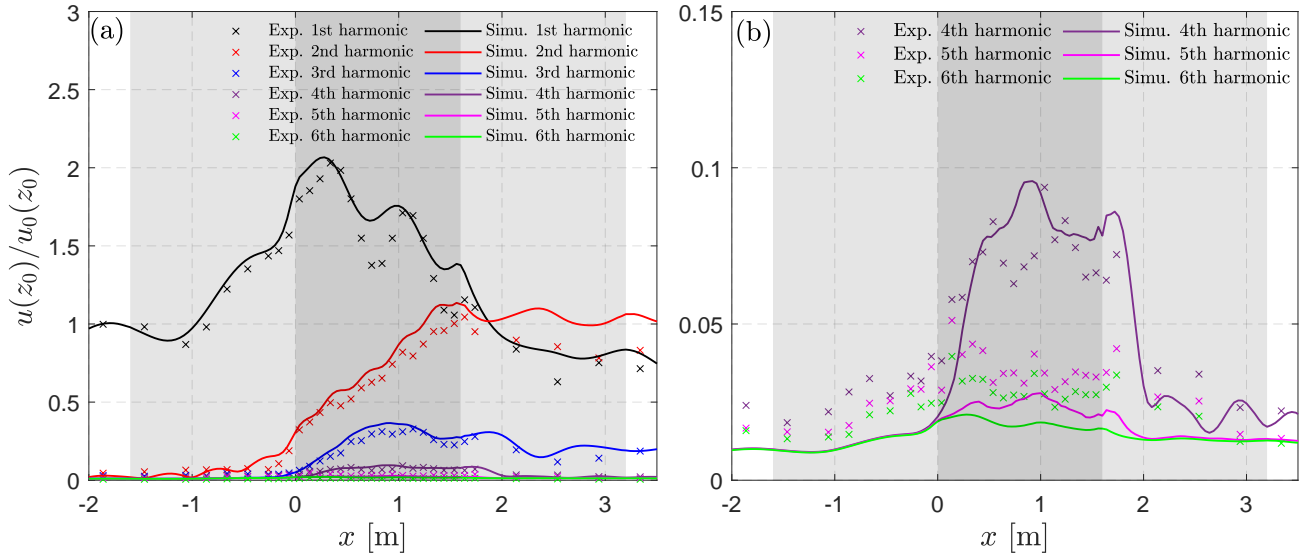 (a)
Exp. 1st harmonic Simu. 1st harmonic
Exp. 2nd harmonic Simu. 2nd harmonic
Exp. 3rd harmonic Simu. 3rd harmonic
Exp. 4th harmonic Simu. 4th harmonic
Exp. 5th harmonic Simu. 5th harmonic
Exp. 6th harmonic Simu. 6th harmonic
3
2.5
2
1.5
1
0.5
0
u(z₀)/u₀(z₀)
-2 -1 0 1 2 3
x [m]
(b)
Exp. 4th harmonic Simu. 4th harmonic
Exp. 5th harmonic Simu. 5th harmonic
Exp. 6th harmonic Simu. 6th harmonic
0.15
0.1
0.05
0
-2 -1 0 1 2 3
x [m]